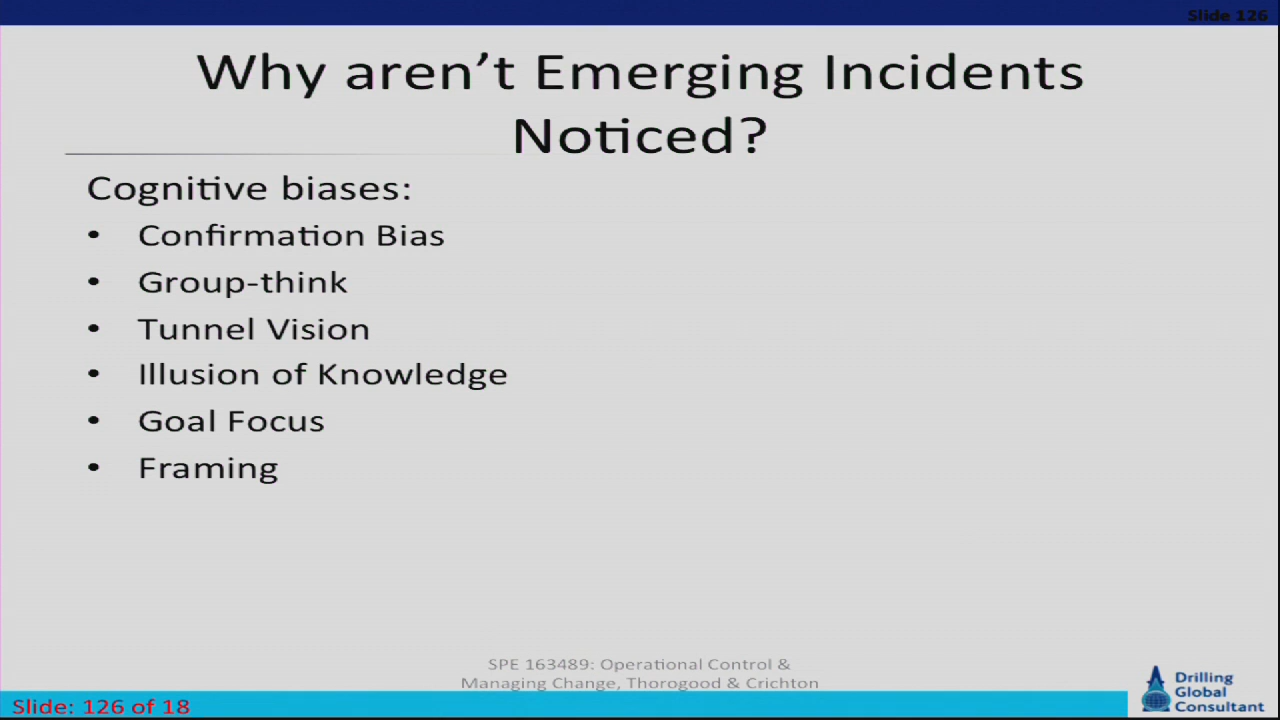 Slide 126
Why aren't Emerging Incidents
Noticed?
Cognitive biases:
• Confirmation Bias
• Group-think
• Tunnel Vision
• Illusion of Knowledge
• Goal Focus
• Framing
SPE 163489: Operational Control &
Managing Change, Thorogood & Crichton
Slide: 126 of 18
Drilling
Global
Consultant